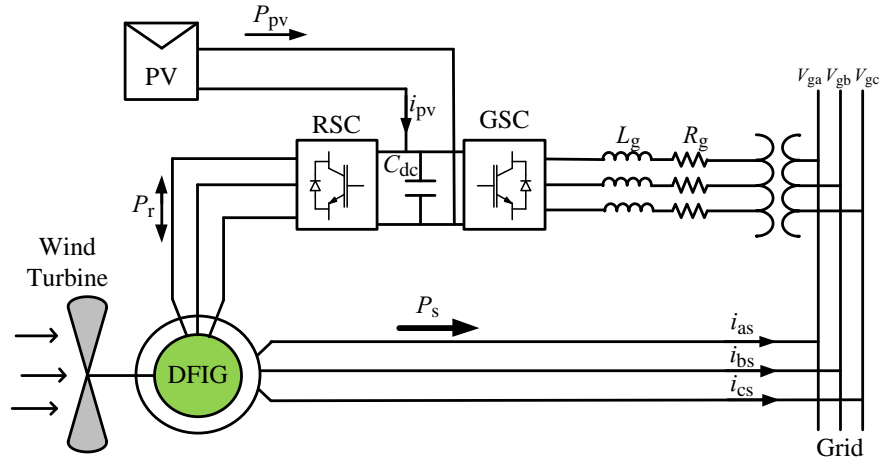 P_pv
PV
i_pv
V_ga V_gb V_gc
RSC
GSC
L_g
R_g
C_dc
P_r
Wind
Turbine
P_s
i_as
DFIG
i_bs
i_cs
Grid